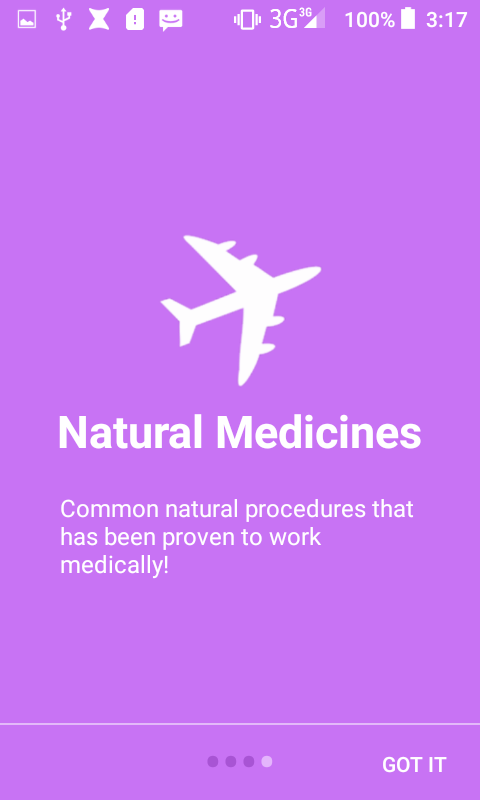 3G 3G 100% 3:17
Natural Medicines
Common natural procedures that
has been proven to work
medically!
GOT IT